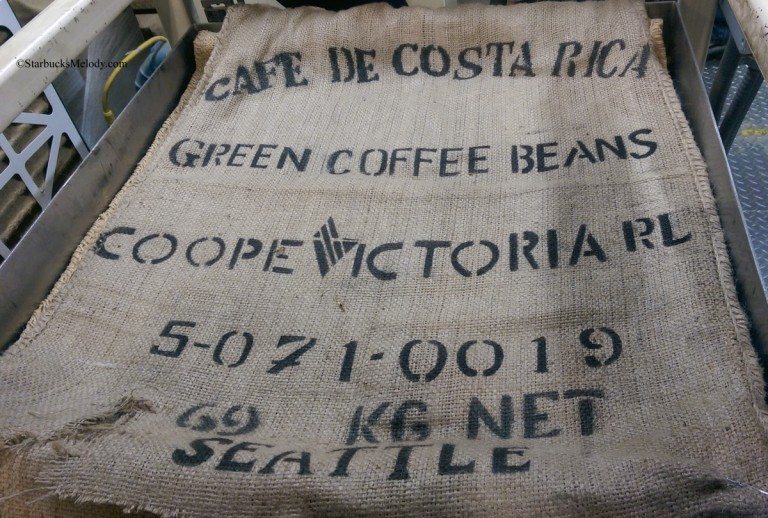 ©StarbucksMelody.com
CAFE DE COSTA RICA
GREEN COFFEE BEANS
COOPE VICTORIA RL
5-071-0019
69 KG NET
SEATTLE